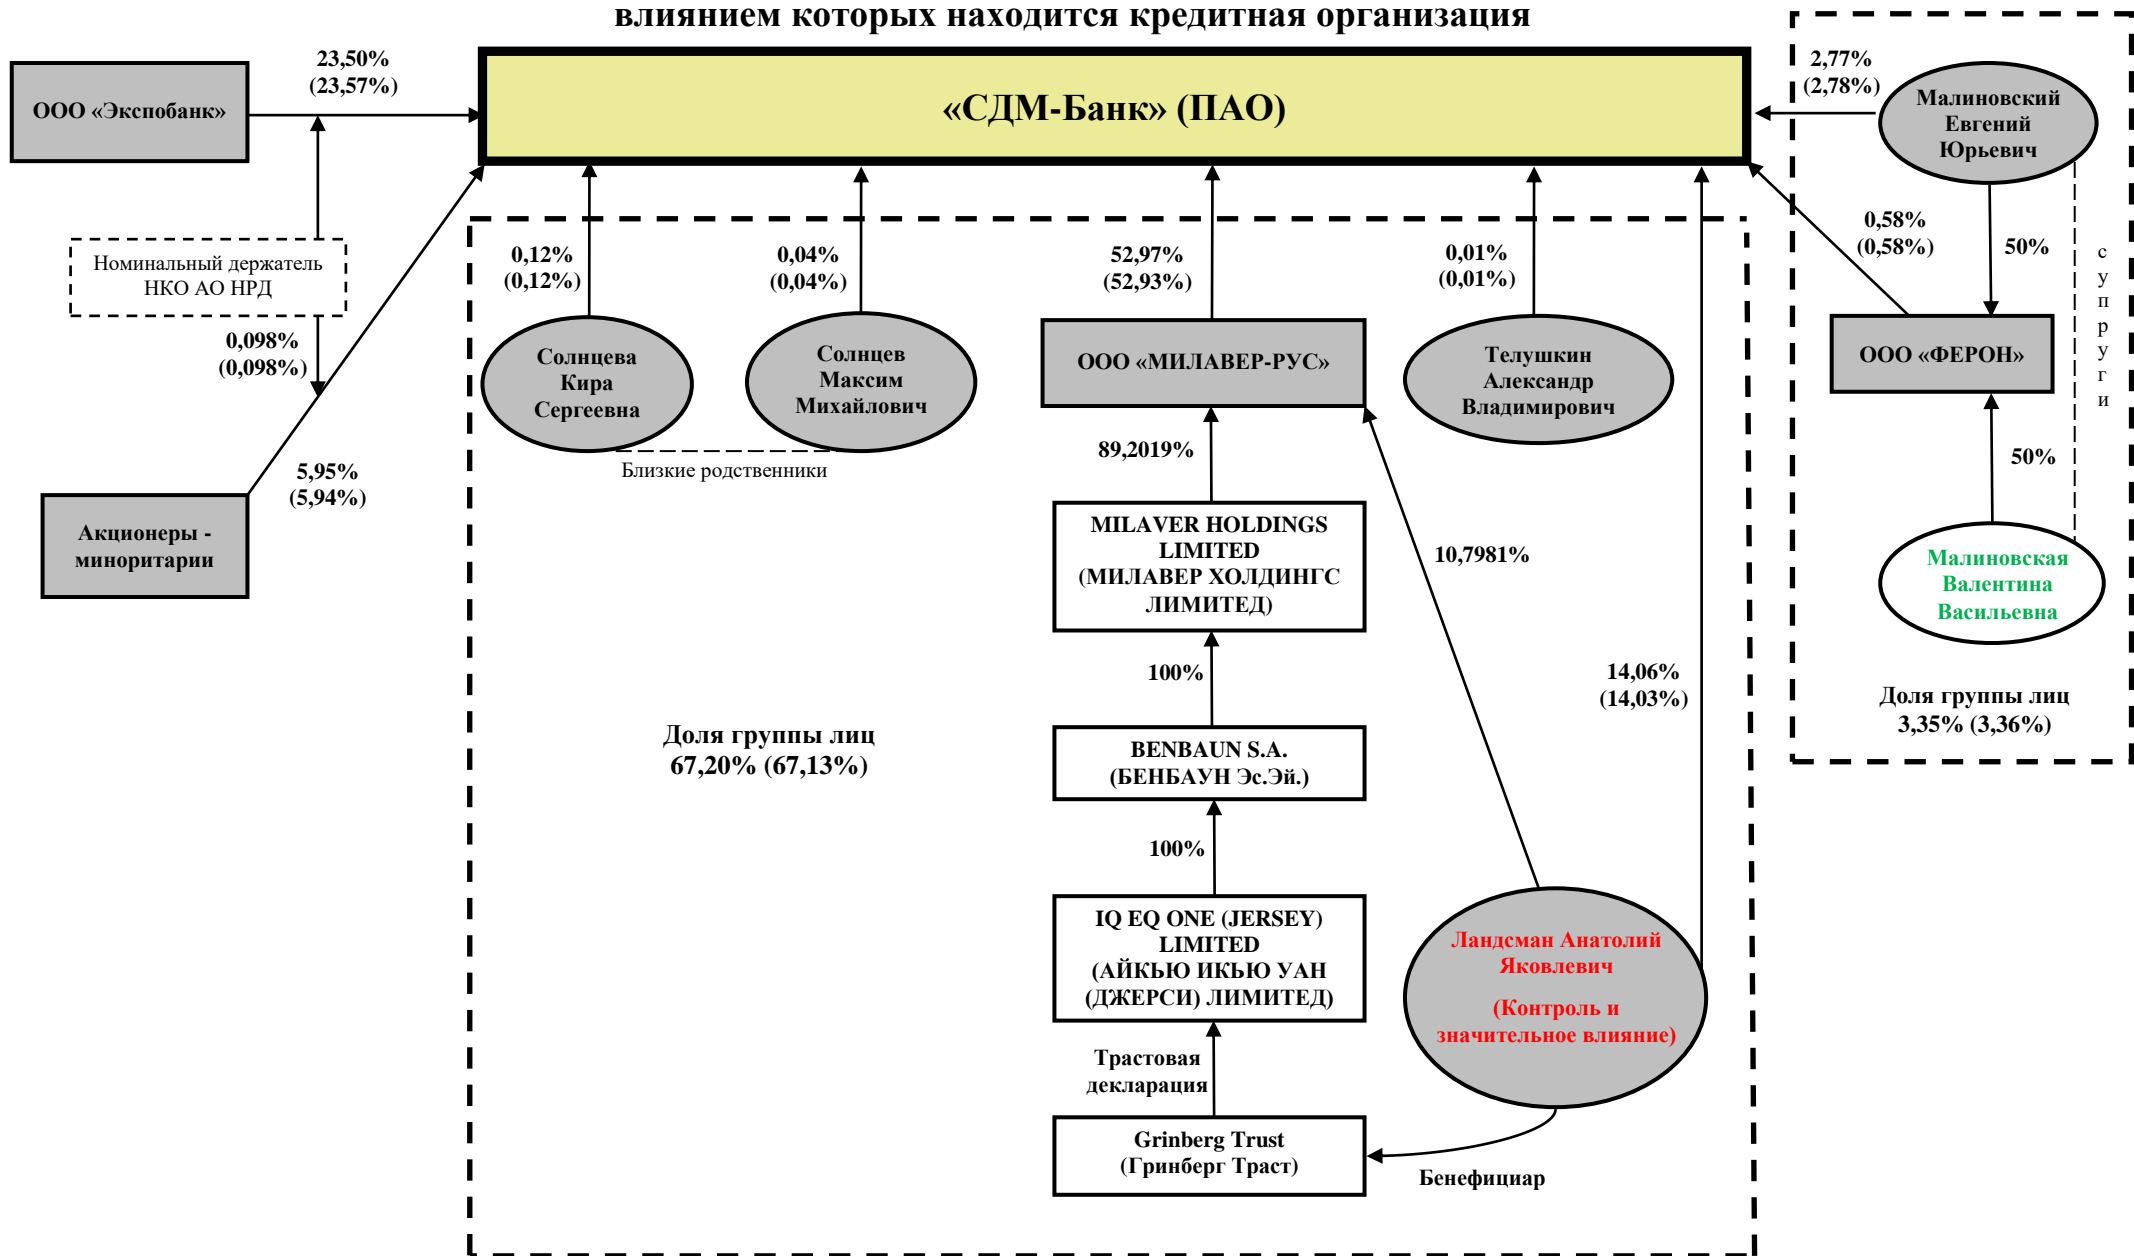 влиянием которых находится кредитная организация
ООО «Экспобанк»
23,50%
(23,57%)
«СДМ-Банк» (ПАО)
2,77%
(2,78%)
Малиновский
Евгений
Юрьевич
Номинальный держатель
НКО АО НРД
0,098%
(0,098%)
5,95%
(5,94%)
Акционеры -
миноритарии
0,12%
(0,12%)
0,04%
(0,04%)
52,97%
(52,93%)
0,01%
(0,01%)
0,58%
(0,58%)
50%
супруги
Солнцева
Кира
Сергеевна
Солнцев
Максим
Михайлович
Близкие родственники
ООО «МИЛАВЕР-РУС»
Телушкин
Александр
Владимирович
ООО «ФЕРОН»
50%
Малиновская
Валентина
Васильевна
Доля группы лиц
3,35% (3,36%)
89,2019%
MILAVER HOLDINGS
LIMITED
(МИЛАВЕР ХОЛДИНГС
ЛИМИТЕД)
10,7981%
14,06%
(14,03%)
100%
Доля группы лиц
67,20% (67,13%)
BENBAUN S.A.
(БЕНБАУН Эс.Эй.)
100%
IQ EQ ONE (JERSEY)
LIMITED
(АЙКЬЮ ИКЬЮ УАН
(ДЖЕРСИ) ЛИМИТЕД)
Ландсман Анатолий
Яковлевич
(Контроль и
значительное влияние)
Трастовая
декларация
Grinberg Trust
(Гринберг Траст)
Бенефициар